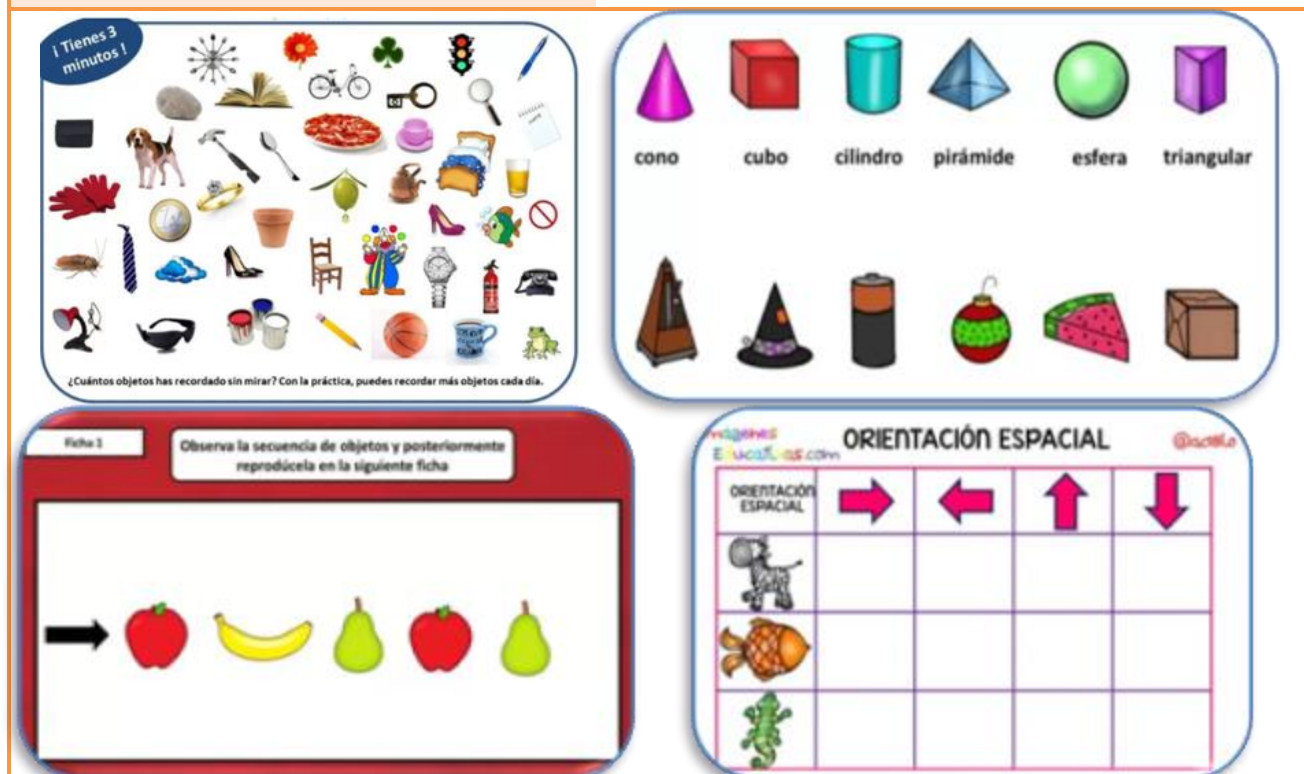 ¡ Tienes 3
minutos !
¿Cuántos objetos has recordado sin mirar? Con la práctica, puedes recordar más objetos cada día.
cono cubo cilindro pirámide esfera triangular
Ficha 1
Observa la secuencia de objetos y posteriormente
reprodúcela en la siguiente ficha
ORIENTACIÓN ESPACIAL
ORIENTACIÓN
ESPACIAL